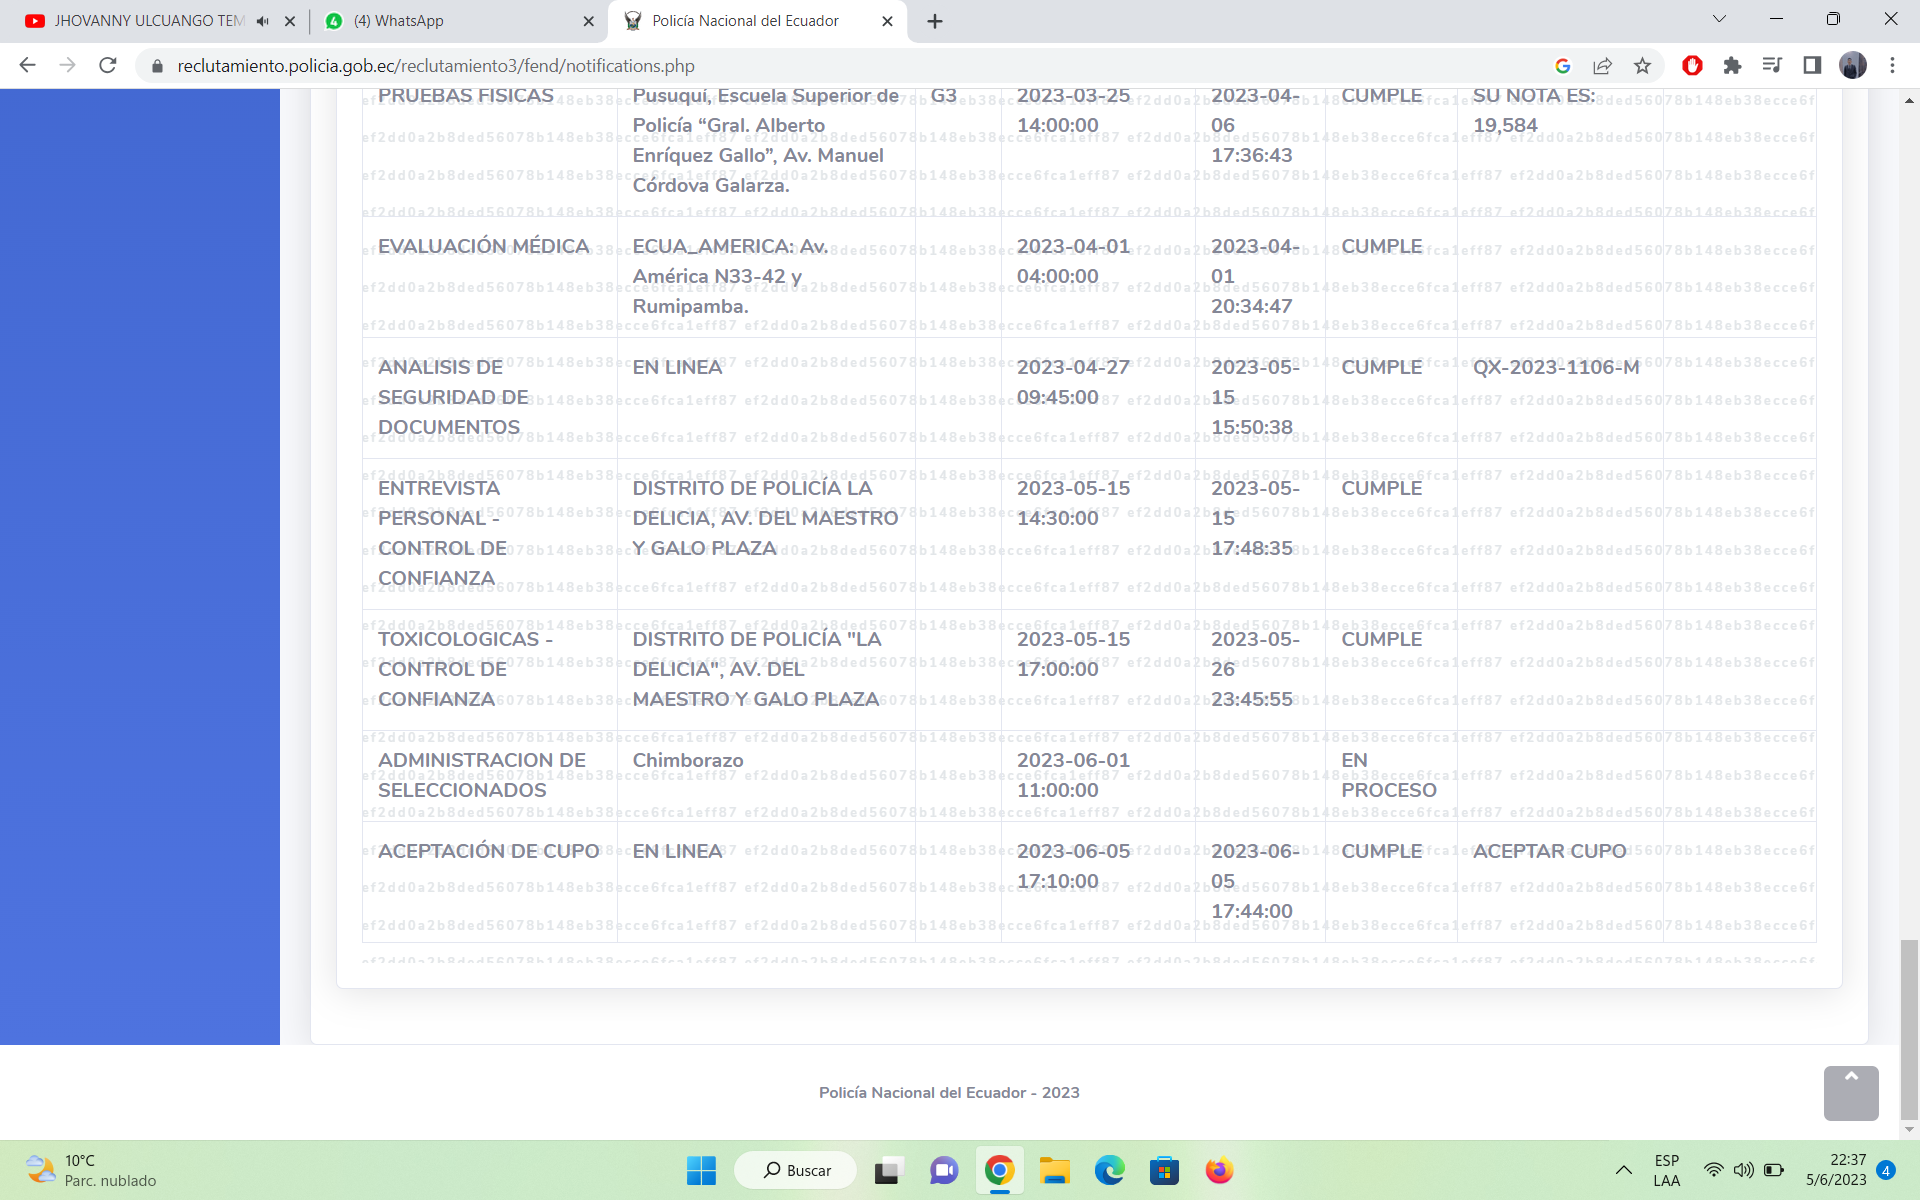 JHOVANNY ULCUANGO TEM
(4) WhatsApp
Policía Nacional del Ecuador
reclutamiento.policia.gob.ec/reclutamiento3/fend/notifications.php
PRUEBAS FISICAS
Pusuquí, Escuela Superior de
Policía “Gral. Alberto
Enríquez Gallo”, Av. Manuel
Córdova Galarza.
G3
2023-03-25
14:00:00
2023-04-
06
17:36:43
CUMPLE
SU NOTA ES:
19,584
EVALUACIÓN MÉDICA
ECUA_AMERICA: Av.
América N33-42 y
Rumipamba.
2023-04-01
04:00:00
2023-04-
01
20:34:47
CUMPLE
ANALISIS DE
SEGURIDAD DE
DOCUMENTOS
EN LINEA
2023-04-27
09:45:00
2023-05-
15
15:50:38
CUMPLE
QX-2023-1106-M
ENTREVISTA
PERSONAL -
CONTROL DE
CONFIANZA
DISTRITO DE POLICÍA LA
DELICIA, AV. DEL MAESTRO
Y GALO PLAZA
2023-05-15
14:30:00
2023-05-
15
17:48:35
CUMPLE
TOXICOLOGICAS -
CONTROL DE
CONFIANZA
DISTRITO DE POLICÍA "LA
DELICIA", AV. DEL
MAESTRO Y GALO PLAZA
2023-05-15
17:00:00
2023-05-
26
23:45:55
CUMPLE
ADMINISTRACION DE
SELECCIONADOS
Chimborazo
2023-06-01
11:00:00
EN
PROCESO
ACEPTACIÓN DE CUPO
EN LINEA
2023-06-05
17:10:00
2023-06-
05
17:44:00
CUMPLE
ACEPTAR CUPO
Policía Nacional del Ecuador - 2023
10°C
Parc. nublado
Buscar
ESP
LAA
22:37
5/6/2023
4